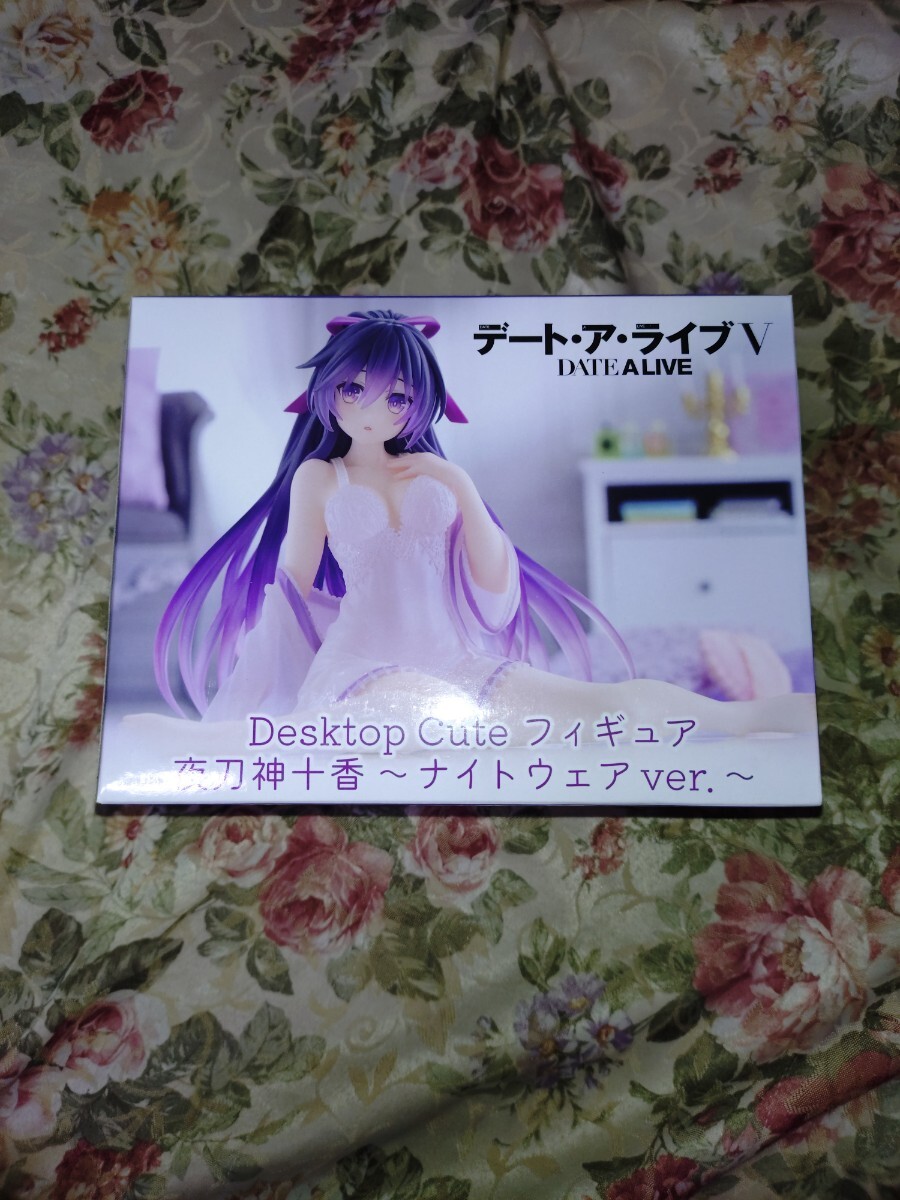 デート・ア・ライブV
DATE A LIVE
Desktop Cute フィギュア
夜刀神十香 ～ナイトウェアver.～